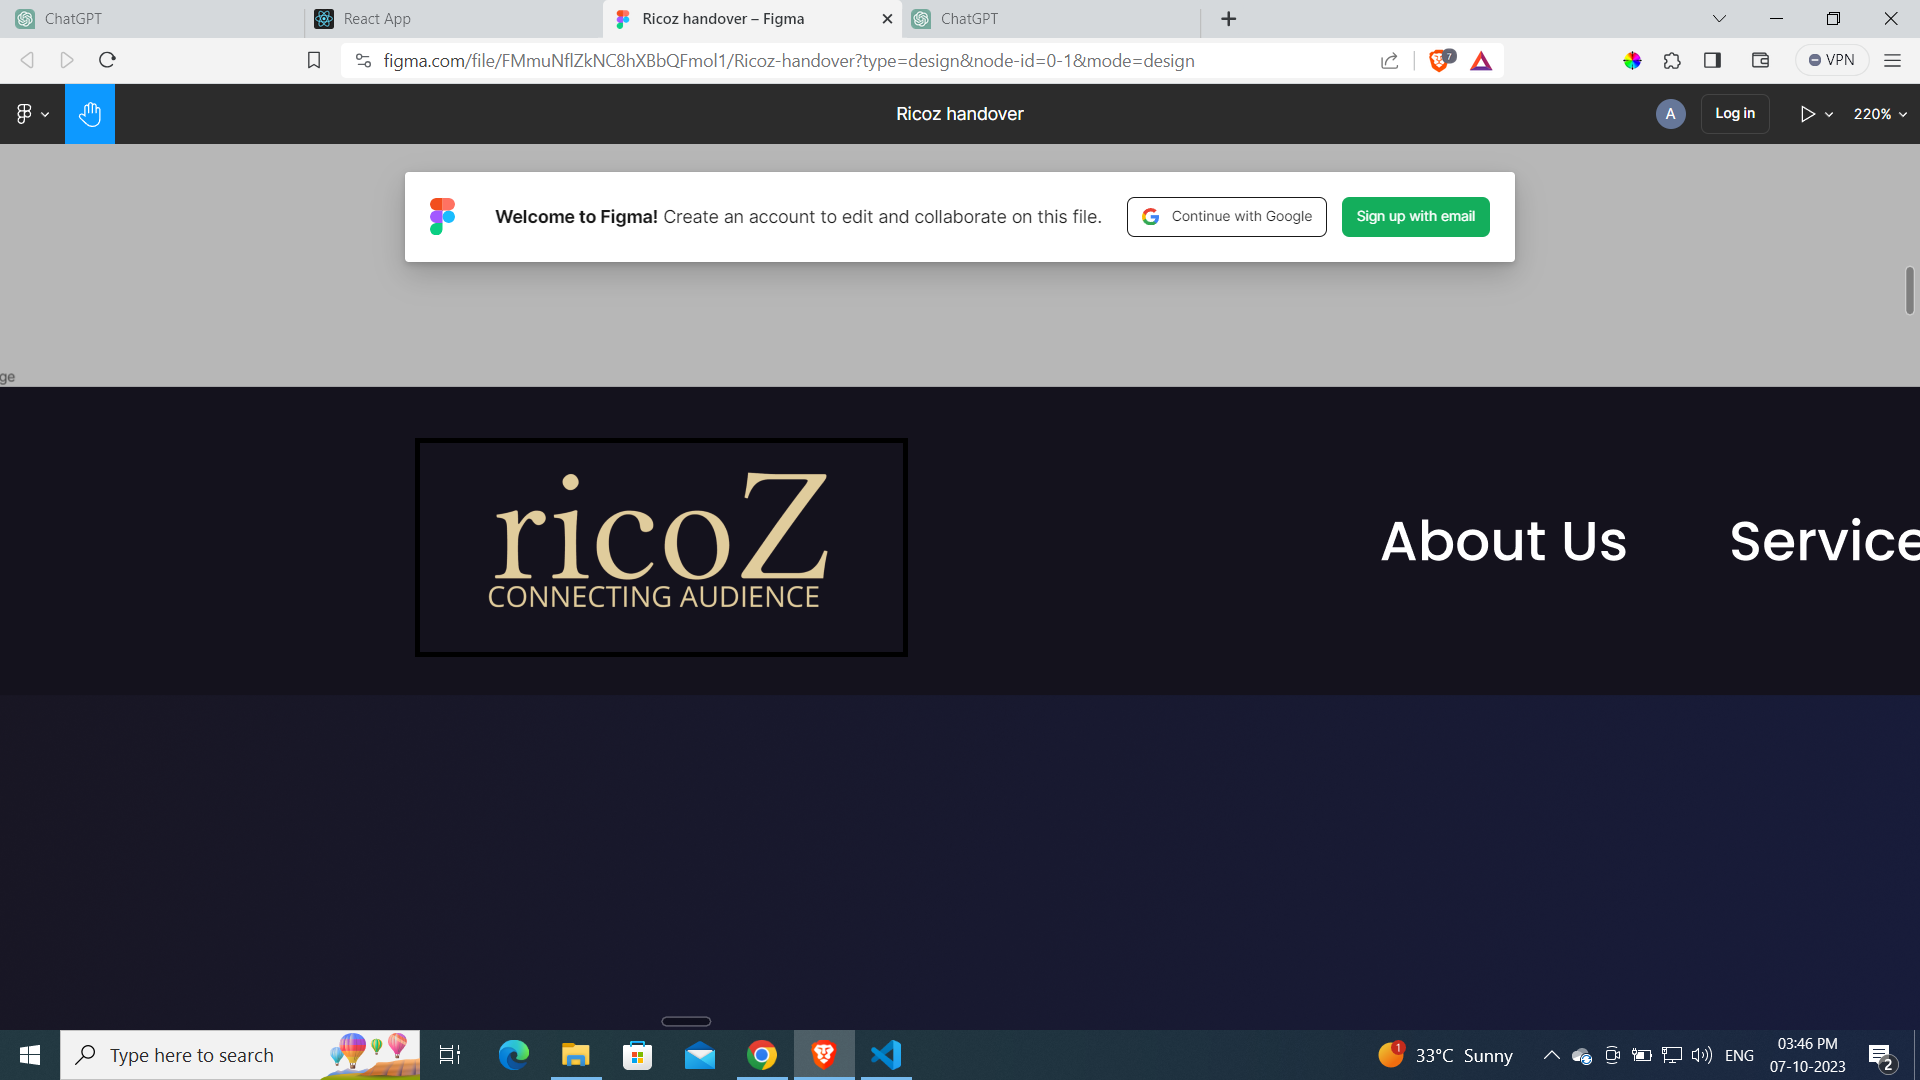 ChatGPT
React App
Ricoz handover – Figma
ChatGPT
figma.com/file/FMmuNflZkNC8hXBbQFmol1/Ricoz-handover?type=design&node-id=0-1&mode=design
7
VPN
Ricoz handover
A
Log in
220%
Welcome to Figma! Create an account to edit and collaborate on this file.
Continue with Google
Sign up with email
ge
ricoZ
CONNECTING AUDIENCE
About Us
Service
Type here to search
1
33°C Sunny
ENG
03:46 PM
07-10-2023
2